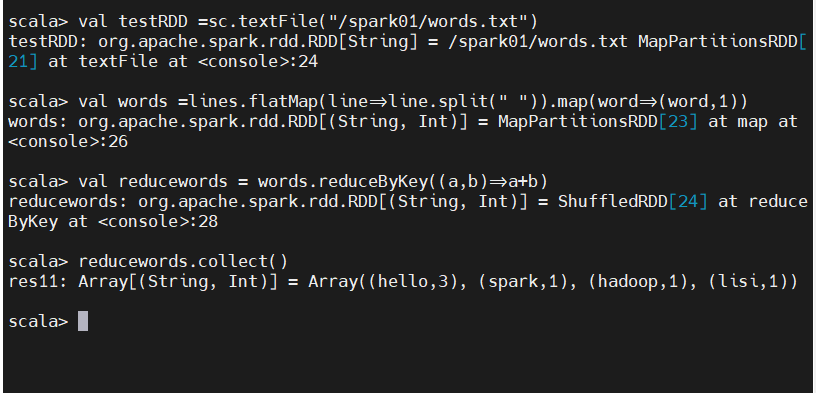 scala> val testRDD =sc.textFile("/spark01/words.txt")
testRDD: org.apache.spark.rdd.RDD[String] = /spark01/words.txt MapPartitionsRDD[
21] at textFile at <console>:24
scala> val words =lines.flatMap(line⇒line.split(" ")).map(word⇒(word,1))
words: org.apache.spark.rdd.RDD[(String, Int)] = MapPartitionsRDD[23] at map at
<console>:26
scala> val reducewords = words.reduceByKey((a,b)⇒a+b)
reducewords: org.apache.spark.rdd.RDD[(String, Int)] = ShuffledRDD[24] at reduce
ByKey at <console>:28
scala> reducewords.collect()
res11: Array[(String, Int)] = Array((hello,3), (spark,1), (hadoop,1), (lisi,1))
scala>